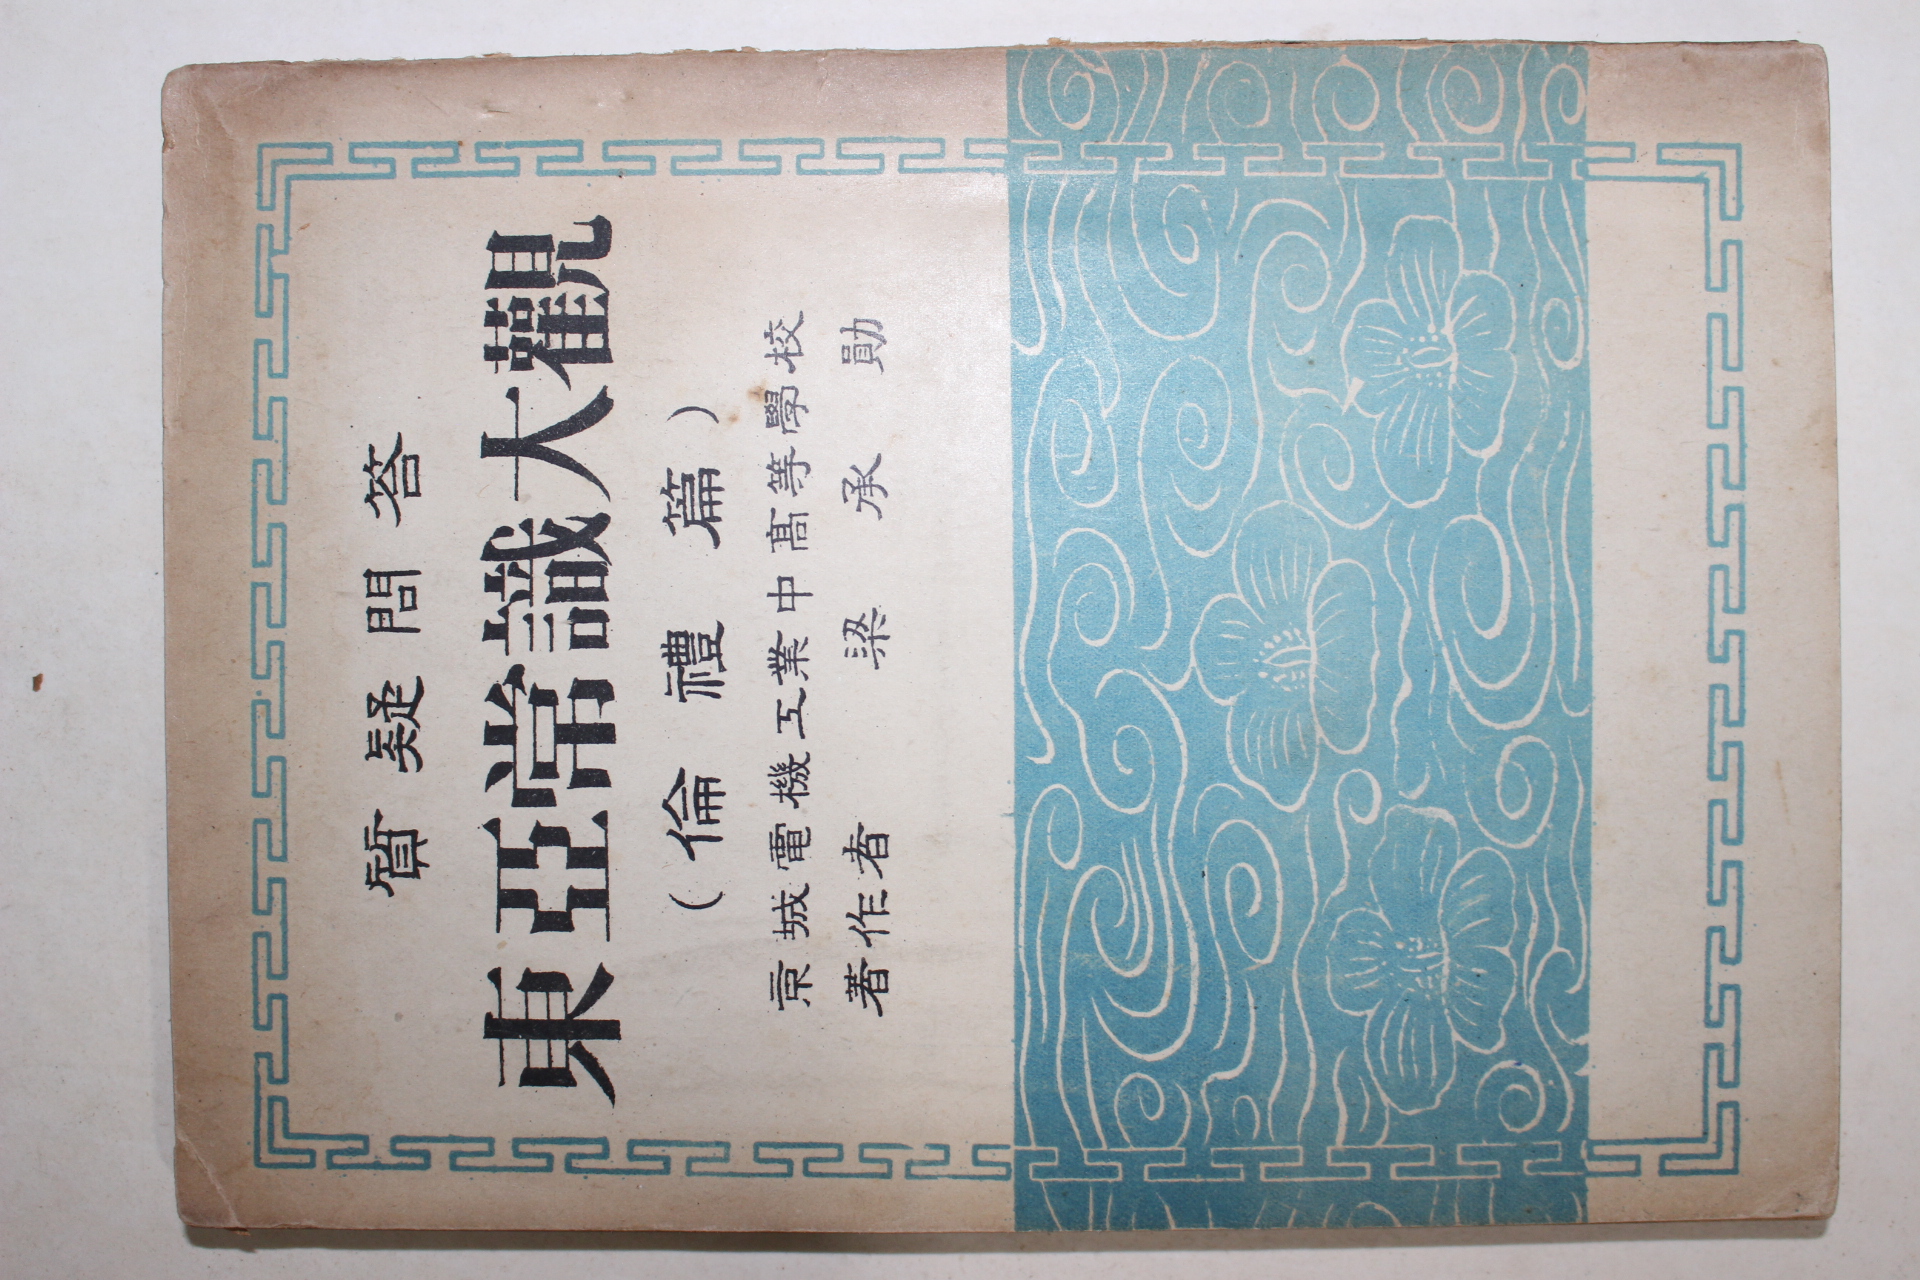 質疑問答
東亞常識大觀
(倫禮篇)
京城電機工業中高等學校
著作者 梁承勛